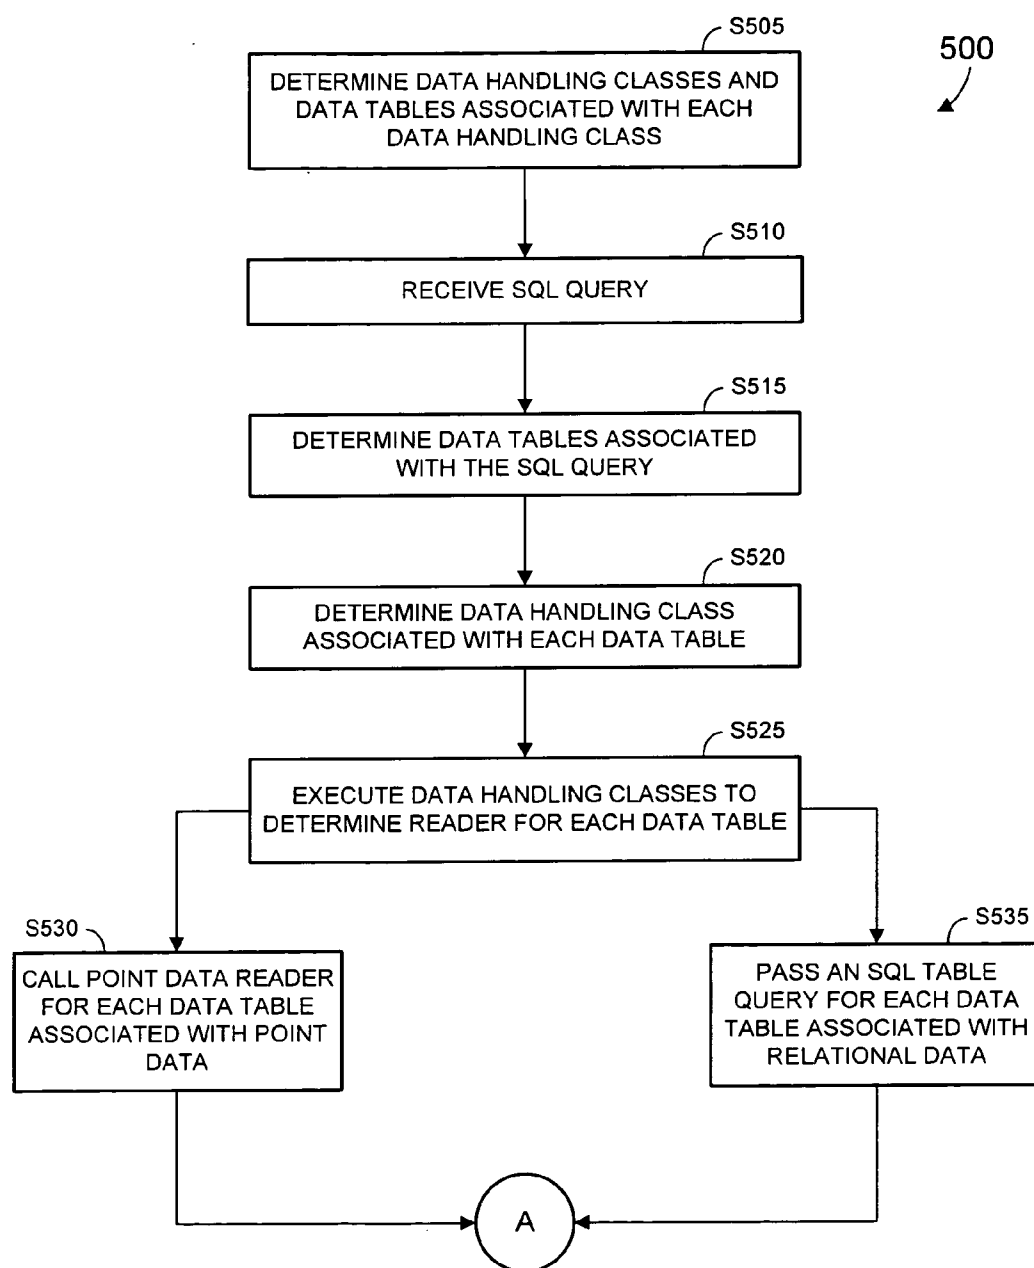 S505
500
DETERMINE DATA HANDLING CLASSES AND
DATA TABLES ASSOCIATED WITH EACH
DATA HANDLING CLASS
S510
RECEIVE SQL QUERY
S515
DETERMINE DATA TABLES ASSOCIATED
WITH THE SQL QUERY
S520
DETERMINE DATA HANDLING CLASS
ASSOCIATED WITH EACH DATA TABLE
S525
EXECUTE DATA HANDLING CLASSES TO
DETERMINE READER FOR EACH DATA TABLE
S530
CALL POINT DATA READER
FOR EACH DATA TABLE
ASSOCIATED WITH POINT
DATA
S535
PASS AN SQL TABLE
QUERY FOR EACH DATA
TABLE ASSOCIATED WITH
RELATIONAL DATA
A